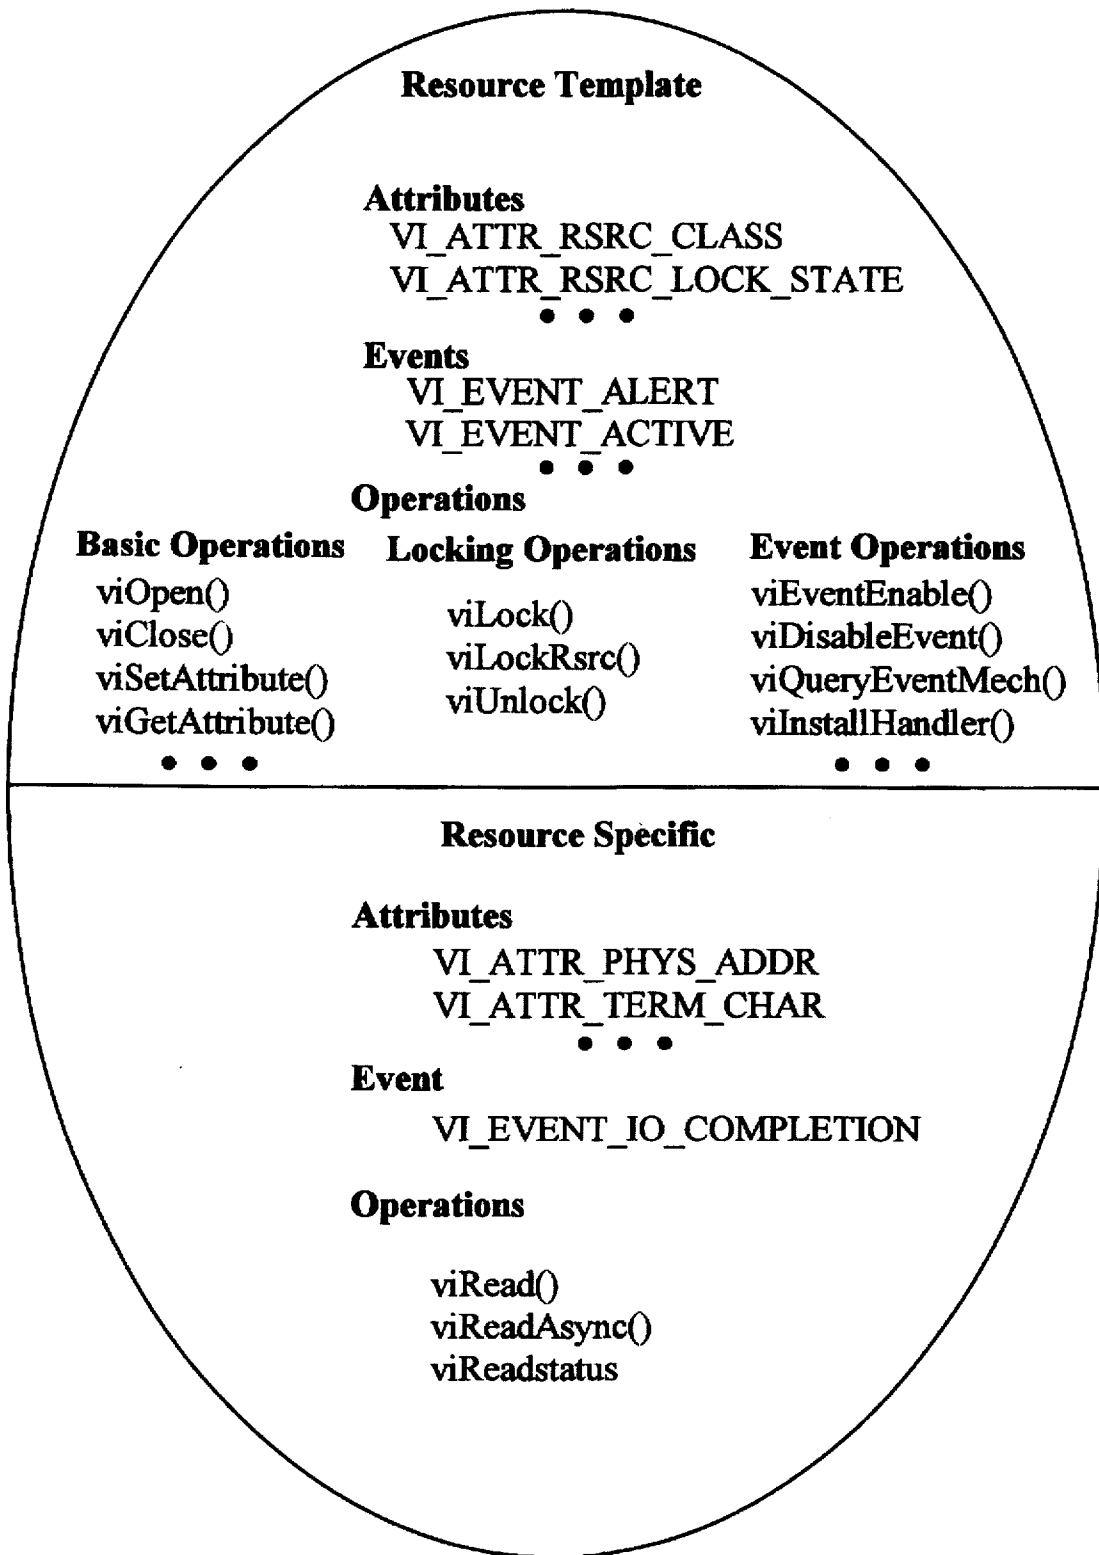 Resource Template
Attributes
VI_ATTR_RSRC_CLASS
VI_ATTR_RSRC_LOCK_STATE
• • •
Events
VI_EVENT_ALERT
VI_EVENT_ACTIVE
• • •
Operations
Basic Operations
viOpen()
viClose()
viSetAttribute()
viGetAttribute()
• • •
Locking Operations
viLock()
viLockRsrc()
viUnlock()
Event Operations
viEventEnable()
viDisableEvent()
viQueryEventMech()
viInstallHandler()
• • •
Resource Specific
Attributes
VI_ATTR_PHYS_ADDR
VI_ATTR_TERM_CHAR
• • •
Event
VI_EVENT_IO_COMPLETION
Operations
viRead()
viReadAsync()
viReadstatus